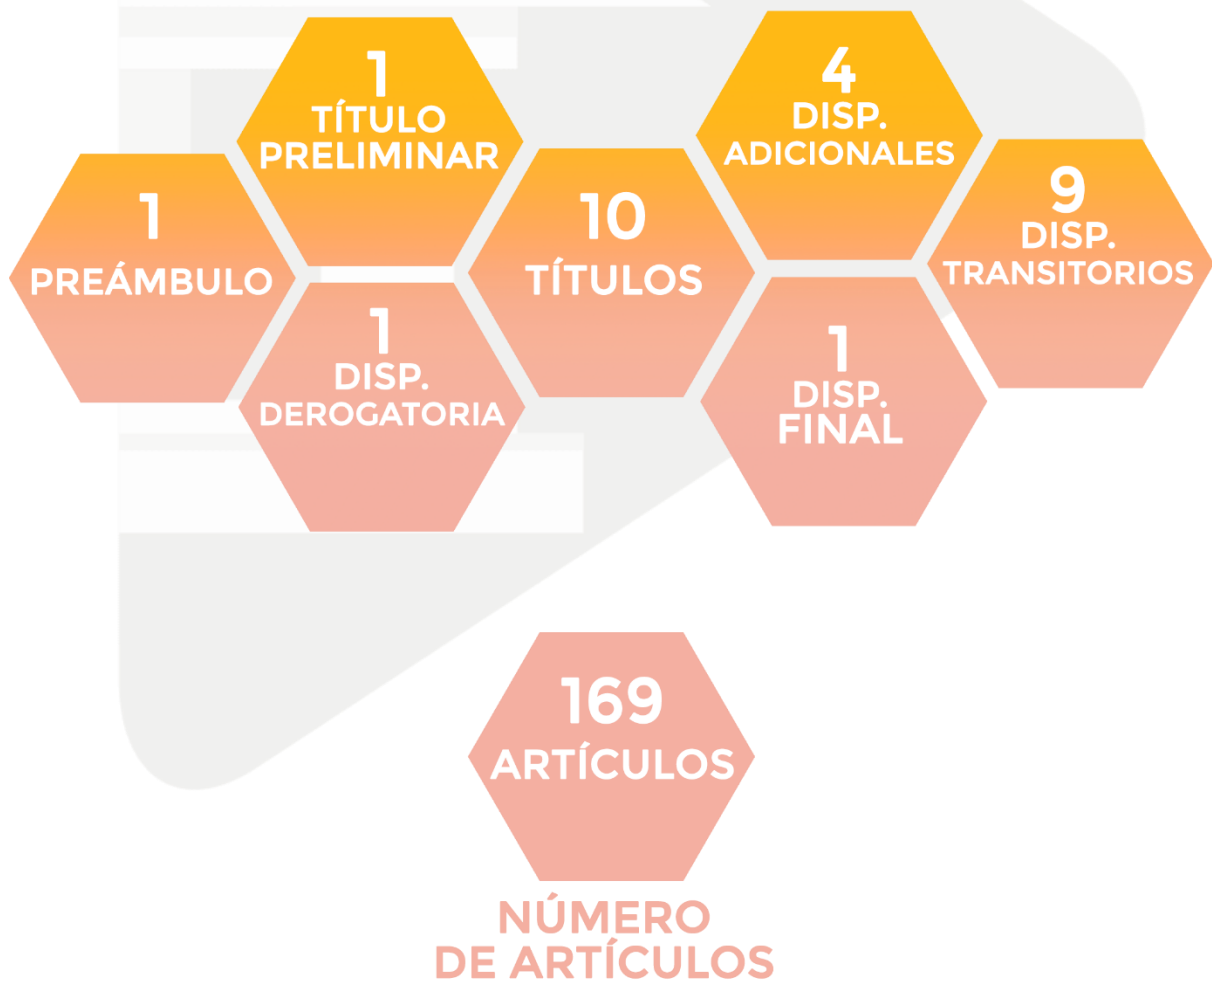 1
PREÁMBULO
1
TÍTULO
PRELIMINAR
1
DISP.
DEROGATORIA
10
TÍTULOS
4
DISP.
ADICIONALES
1
DISP.
FINAL
9
DISP.
TRANSITORIOS
169
ARTÍCULOS
NÚMERO
DE ARTÍCULOS